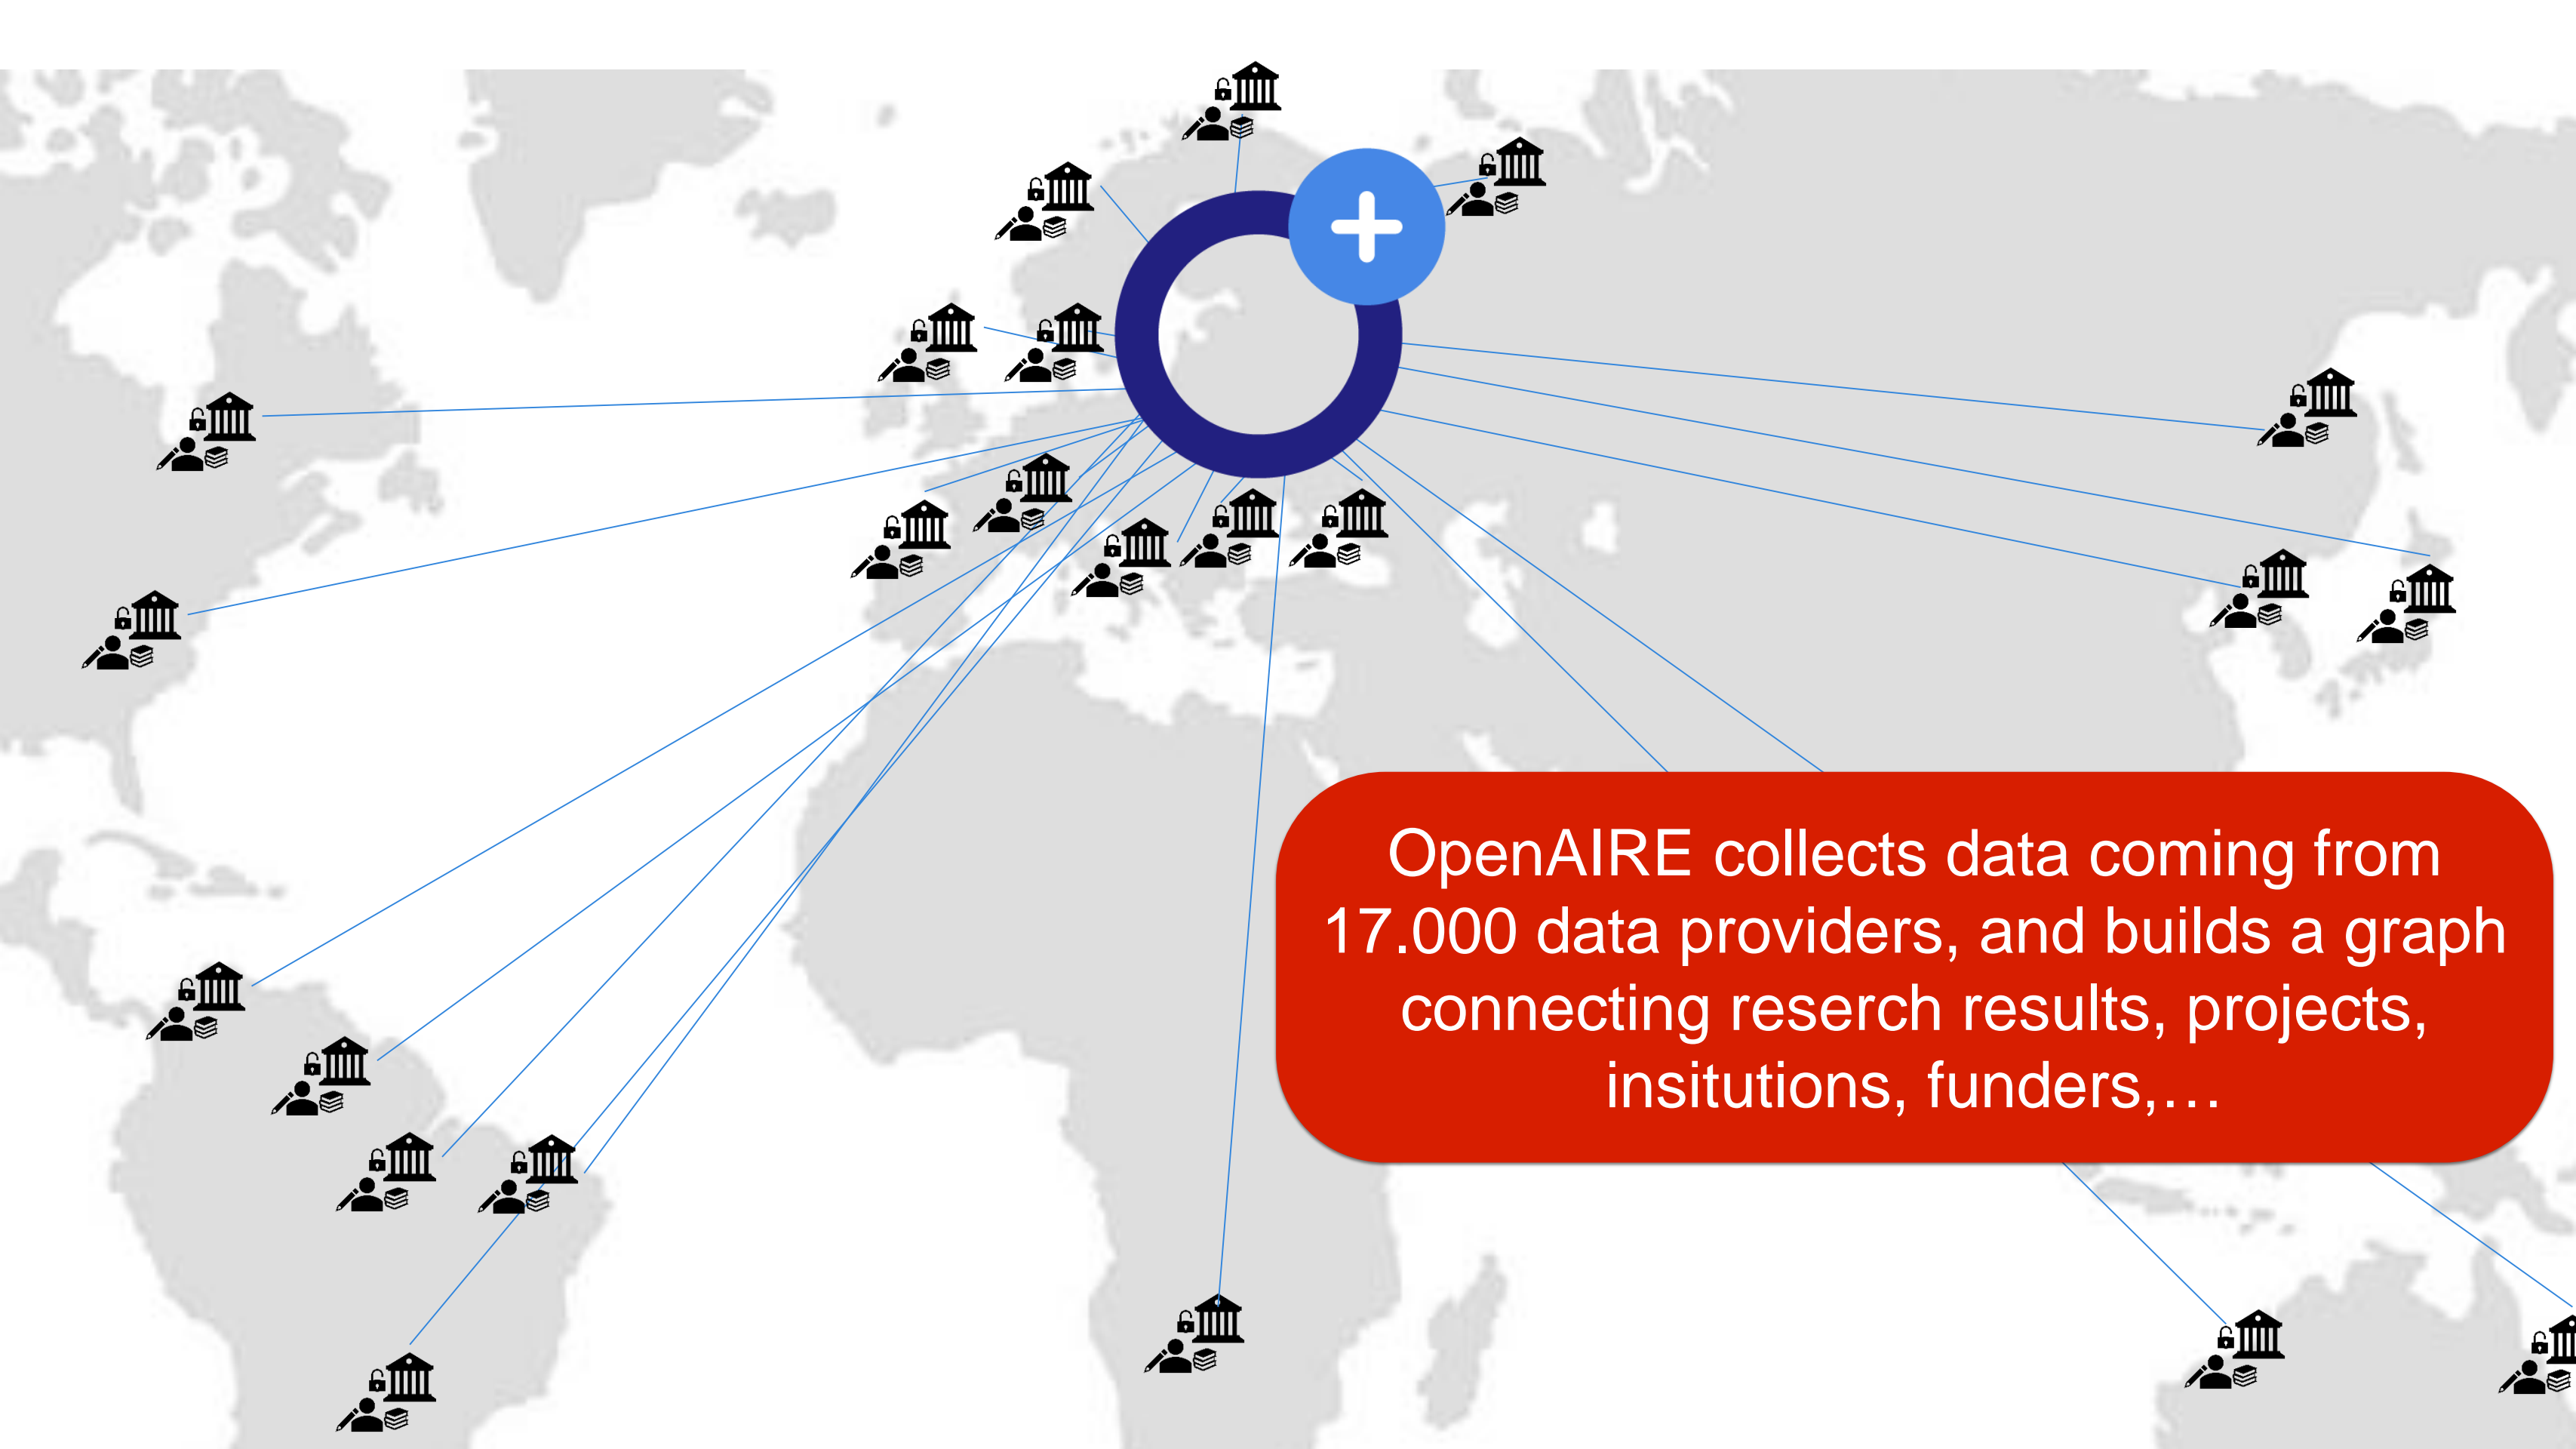 OpenAIRE collects data coming from
17.000 data providers, and builds a graph
connecting reserch results, projects,
insitutions, funders,…